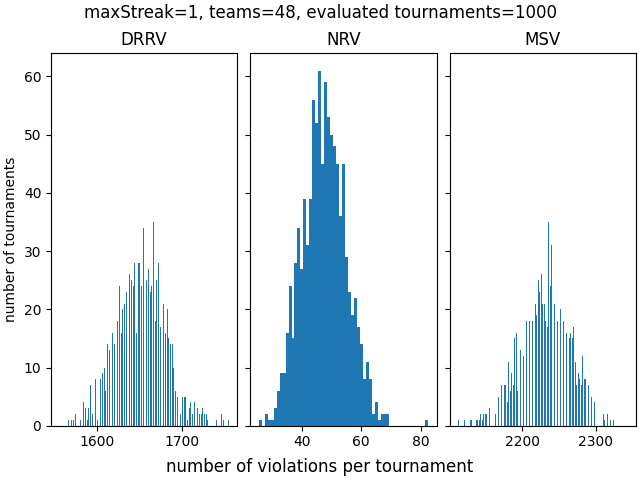 maxStreak=1, teams=48, evaluated tournaments=1000
DRRV NRV MSV
60
50
40
30
20
10
0
number of tournaments
1600 1700 40 60 80 2200 2300
number of violations per tournament